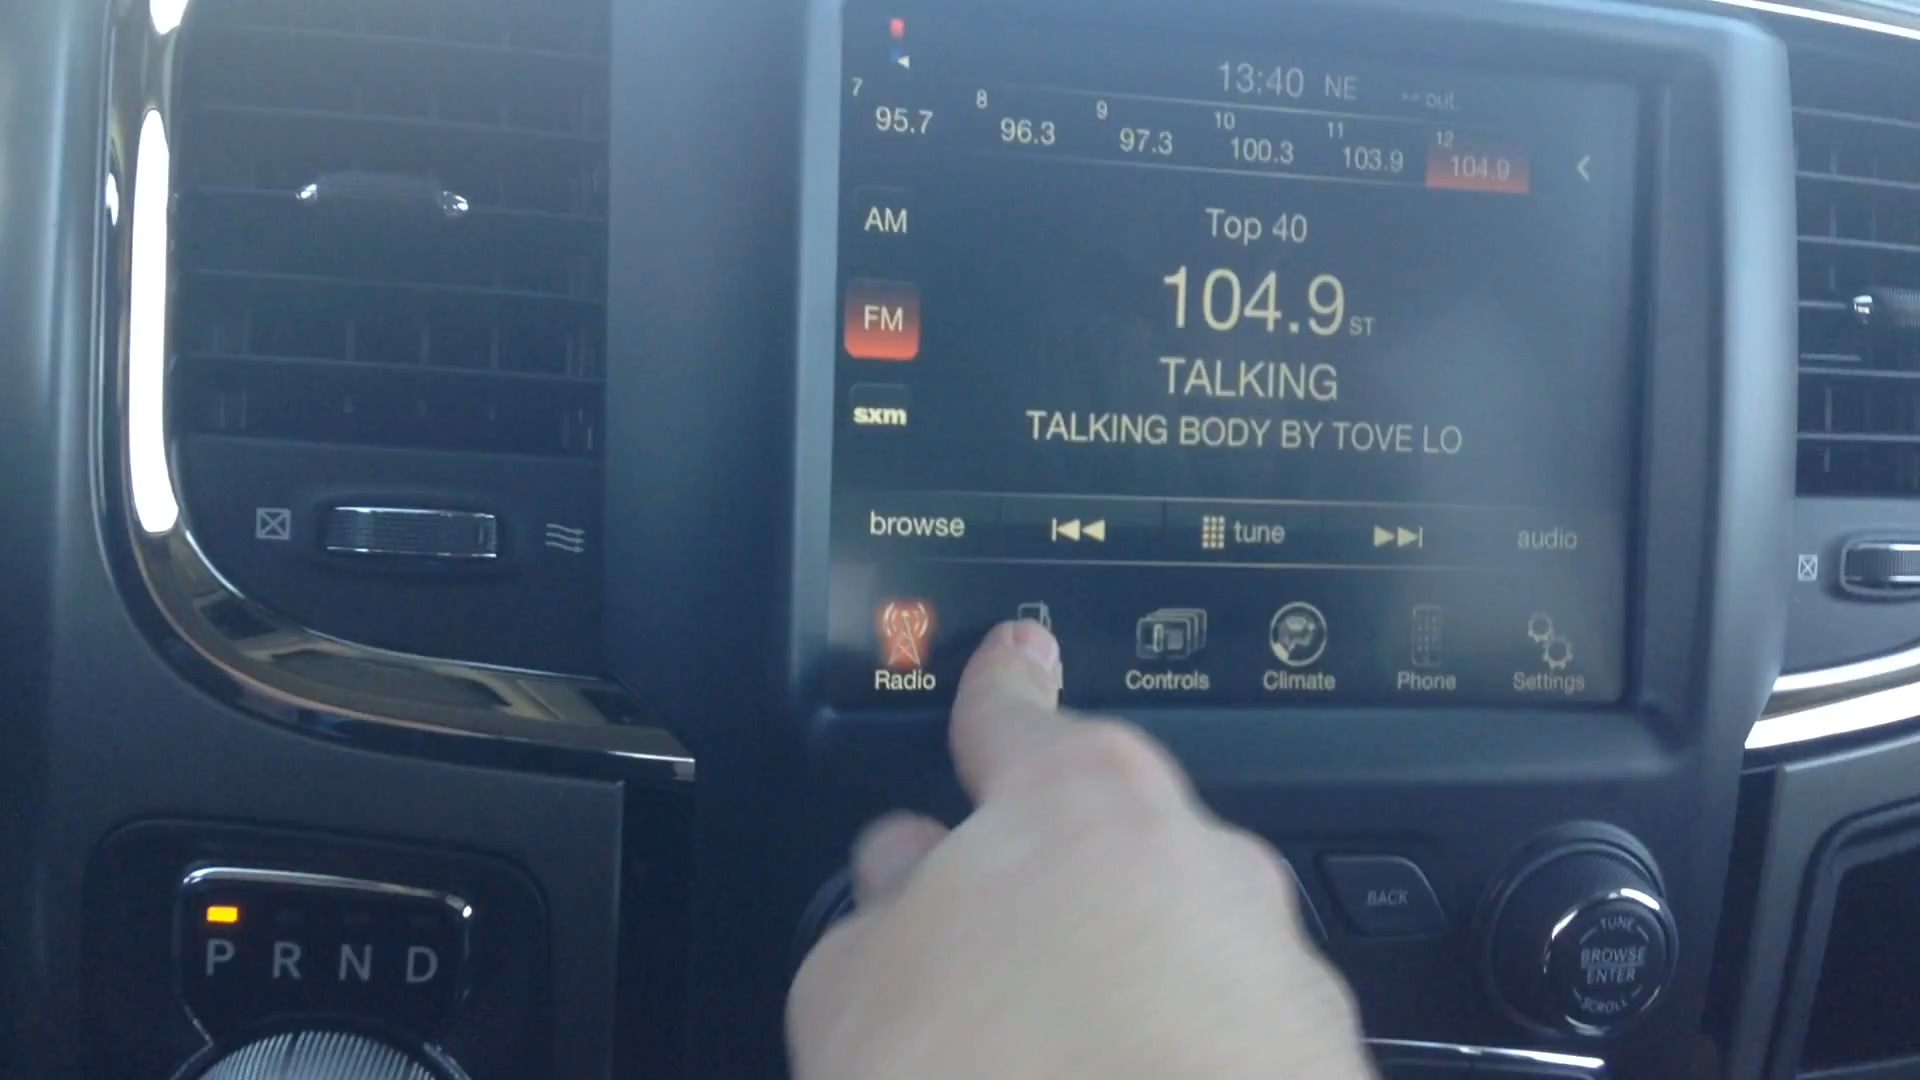 13:40 NE -- out.
7 95.7 8 96.3 9 97.3 10 100.3 11 103.9 12 104.9
AM
Top 40
FM
104.9 ST
TALKING
sxm
TALKING BODY BY TOVE LO
browse tune audio
Radio Controls Climate Phone Settings
BACK
TUNE
BROWSE
ENTER
SCROLL
P R N D